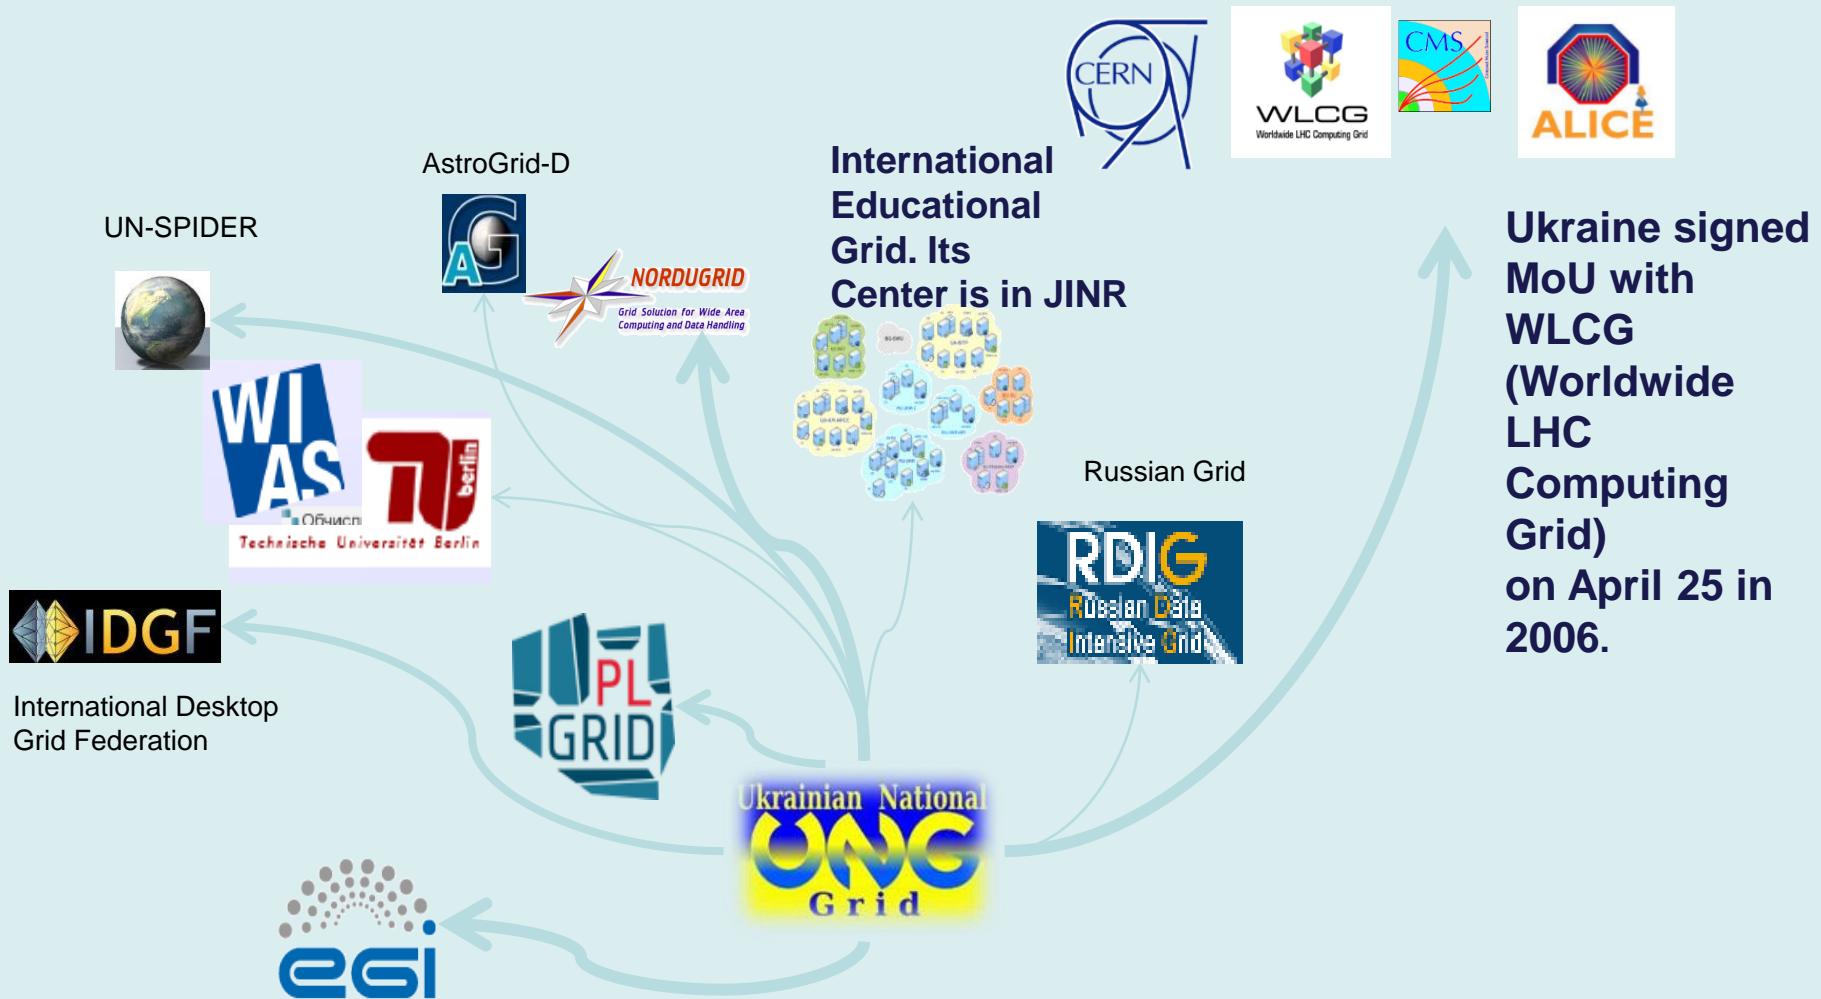 CERN
WLCG
Worldwide LHC Computing Grid
CMS
ALICE
AstroGrid-D
AG
International
Educational
Grid. Its
Center is in JINR
UN-SPIDER
NORDUGRID
Grid Solution for Wide Area
Computing and Data Handling
Ukraine signed
MoU with
WLCG
(Worldwide
LHC
Computing
Grid)
on April 25 in
2006.
WI
AS
berlin
Обчисл
Technische Universität Berlin
Russian Grid
RDIG
Russian Data
Intensive Grid
IDGF
International Desktop
Grid Federation
PL
GRID
Ukrainian National
UNG
Grid
egi